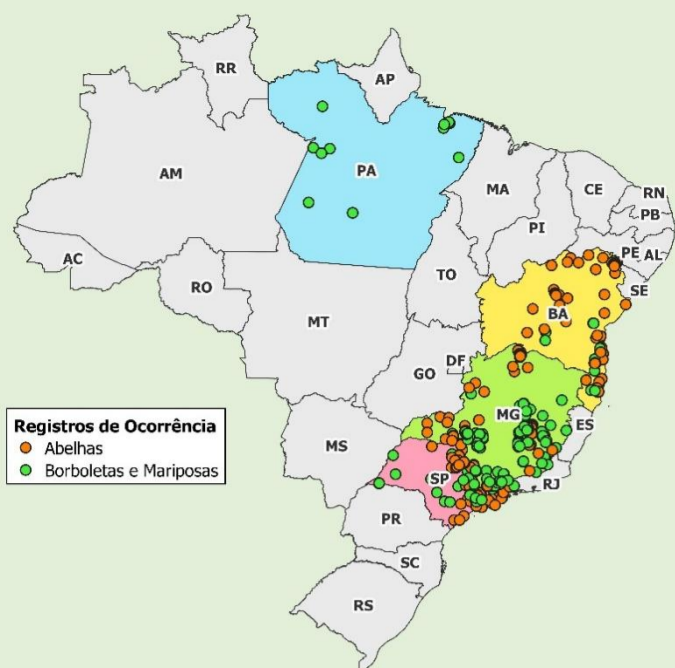 RR
AP
AM
PA
MA
CE
RN
PB
PI
PE
AL
AC
TO
SE
RO
BA
MT
DF
GO
MG
ES
MS
SP
RJ
PR
SC
RS
Registros de Ocorrência
Abelhas
Borboletas e Mariposas